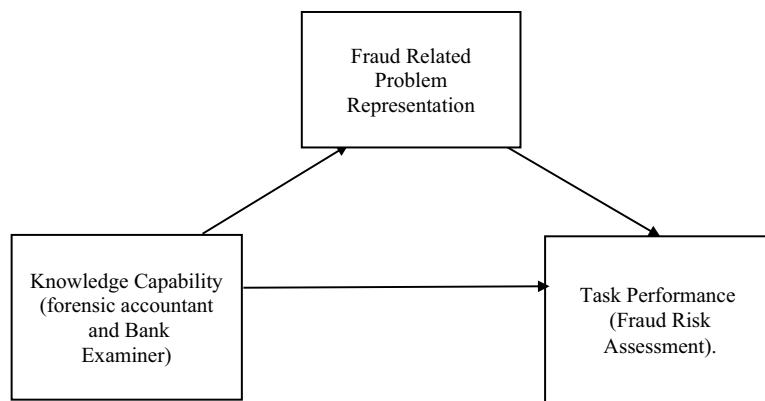 Fraud Related
Problem
Representation
Knowledge Capability
(forensic accountant
and Bank
Examiner)
Task Performance
(Fraud Risk
Assessment).